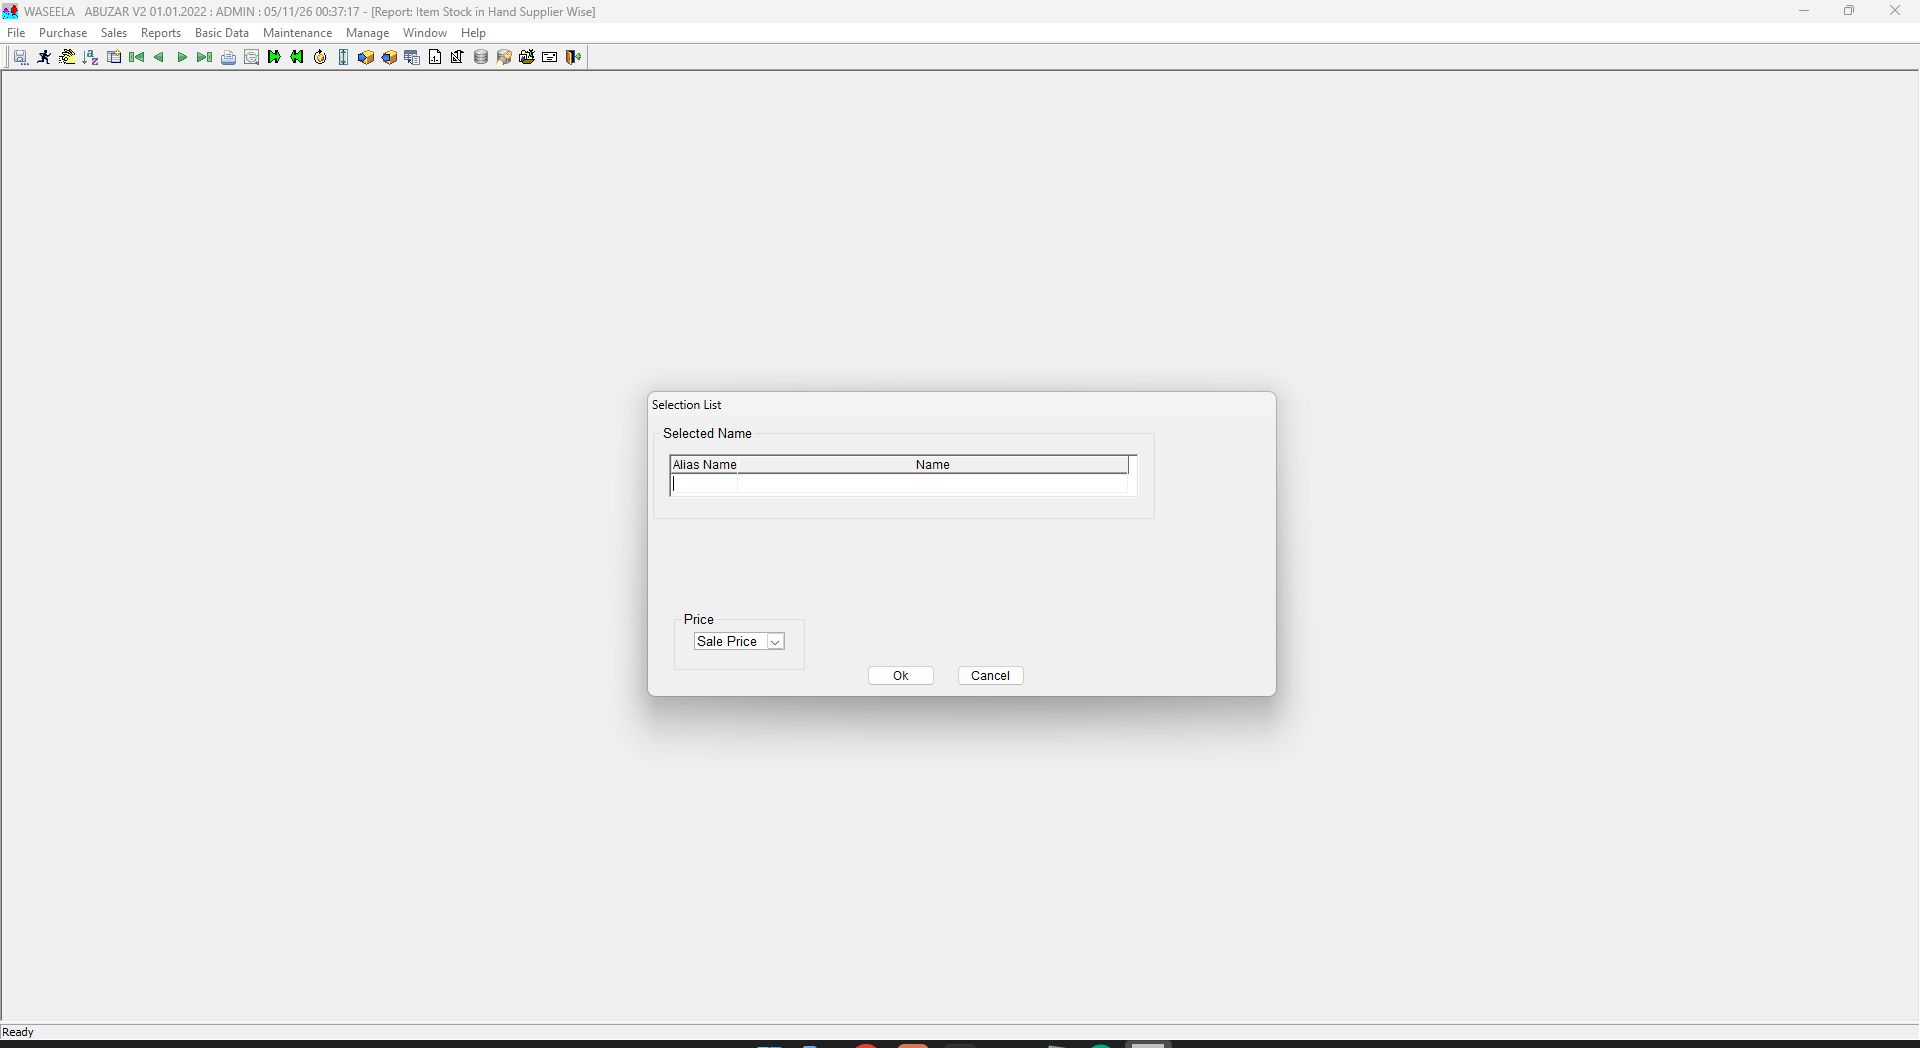 WASEELA   ABUZAR V2 01.01.2022 : ADMIN : 05/11/26 00:37:17 - [Report: Item Stock in Hand Supplier Wise]
File Purchase Sales Reports Basic Data Maintenance Manage Window Help
Selection List
Selected Name
Alias Name Name
Price
Sale Price
Ok Cancel
Ready